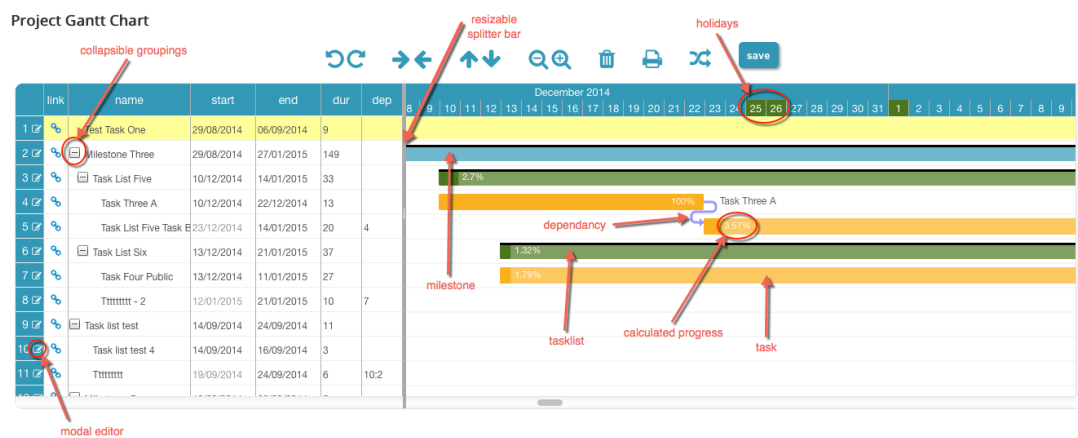 Project Gantt Chart
resizable
splitter bar
holidays
collapsible groupings
save
link name start end dur dep
December 2014
8 9 10 11 12 13 14 15 16 17 18 19 20 21 22 23 24 25 26 27 28 29 30 31 1 2 3 4 5 6 7 8 9
1 Test Task One 29/08/2014 06/09/2014 9
2 Milestone Three 29/08/2014 27/01/2015 149
3 Task List Five 10/12/2014 14/01/2015 33 2.7%
4 Task Three A 10/12/2014 22/12/2014 13 100% Task Three A
5 Task List Five Task B 23/12/2014 14/01/2015 20 4 3.57%
dependancy
6 Task List Six 13/12/2014 21/01/2015 37 1.32%
7 Task Four Public 13/12/2014 11/01/2015 27 1.79%
milestone
8 Tttttttt - 2 12/01/2015 21/01/2015 10 7
9 Task list test 14/09/2014 24/09/2014 11
calculated progress
tasklist
task
10 Task list test 4 14/09/2014 16/09/2014 3
11 Tttttttt 19/09/2014 24/09/2014 6 10:2
modal editor